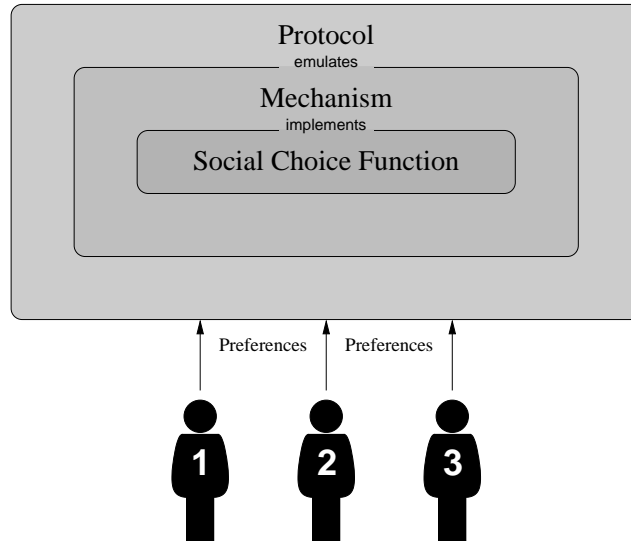 Protocol
emulates
Mechanism
implements
Social Choice Function
Preferences Preferences
1 2 3